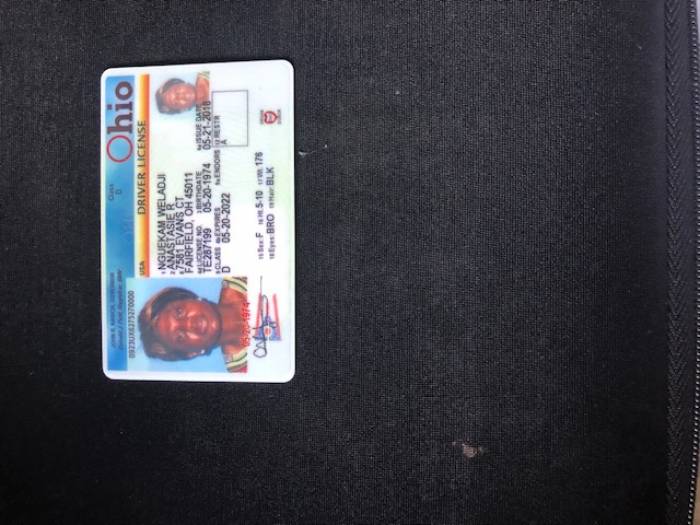 JOHN R. KASICH, GOVERNOR
Class
D
Ohio
0923UX6275270000
USA
DRIVER LICENSE
1 NGUEKAM WELADJI
2 ANASTASIE R
7581 EVANS CT
FAIRFIELD, OH 45011
4d LICENSE NO. 3 BIRTHDATE 4a ISSUE DATE
TE287199 05-20-1974 05-21-2018
9 CLASS 4b EXPIRES 9a ENDORS 12 RESTR
D 05-20-2022 A
05-20-1974
15 Sex: F 16 Ht. 5-10 17 Wt. 176
18 Eyes: BRO 19 Hair: BLK